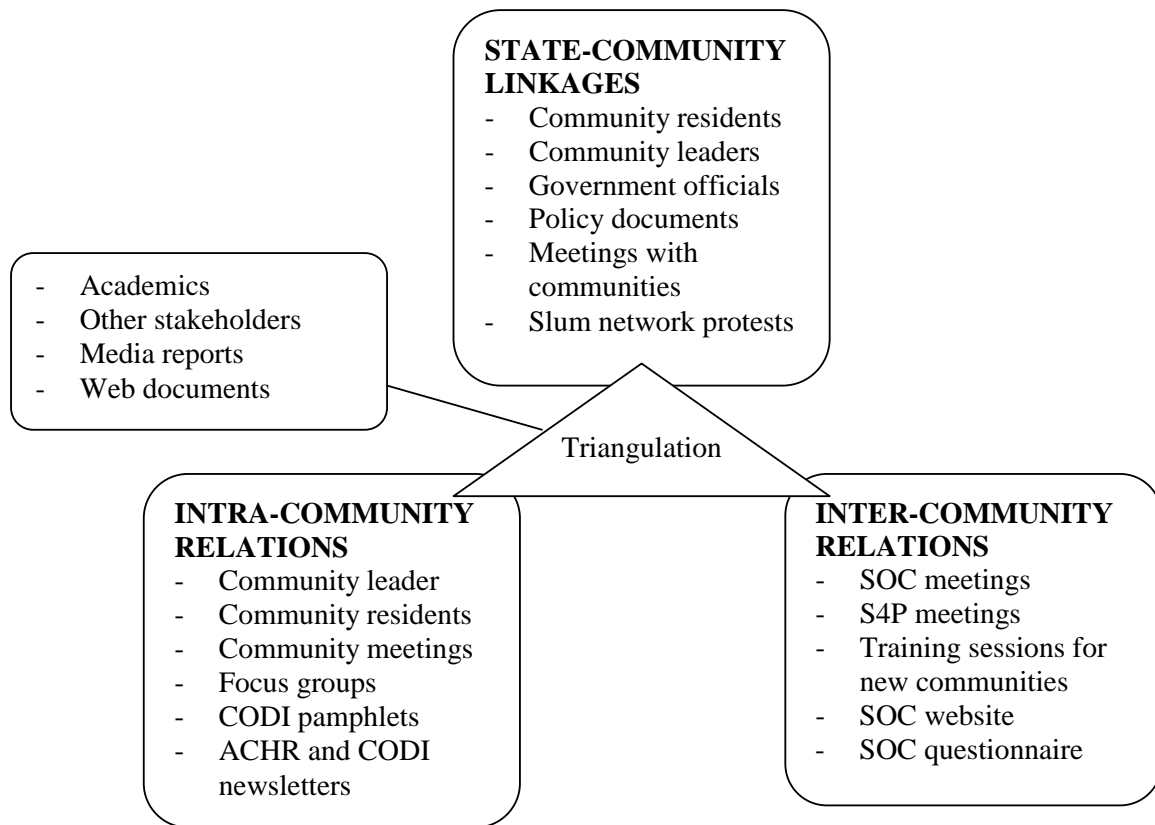 STATE-COMMUNITY
LINKAGES
- Community residents
- Community leaders
- Government officials
- Policy documents
- Meetings with
communities
- Slum network protests
- Academics
- Other stakeholders
- Media reports
- Web documents
Triangulation
INTRA-COMMUNITY
RELATIONS
- Community leader
- Community residents
- Community meetings
- Focus groups
- CODI pamphlets
- ACHR and CODI
newsletters
INTER-COMMUNITY
RELATIONS
- SOC meetings
- S4P meetings
- Training sessions for
new communities
- SOC website
- SOC questionnaire